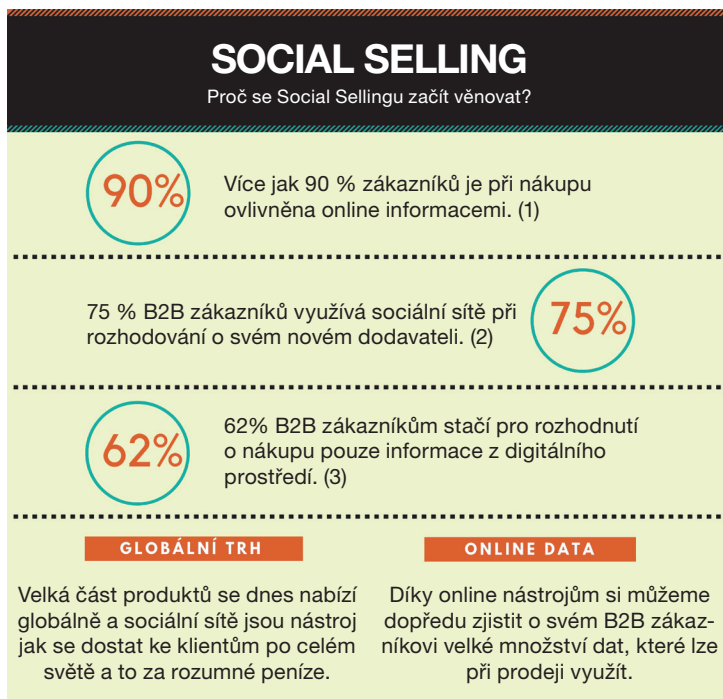 SOCIAL SELLING
Proč se Social Sellingu začít věnovat?
90%
Více jak 90 % zákazníků je při nákupu
ovlivněna online informacemi. (1)
75 % B2B zákazníků využívá sociální sítě při
rozhodování o svém novém dodavateli. (2)
75%
62%
62% B2B zákazníkům stačí pro rozhodnutí
o nákupu pouze informace z digitálního
prostředí. (3)
GLOBÁLNÍ TRH
Velká část produktů se dnes nabízí
globálně a sociální sítě jsou nástroj
jak se dostat ke klientům po celém
světě a to za rozumné peníze.
ONLINE DATA
Díky online nástrojům si můžeme
dopředu zjistit o svém B2B zákaz-
níkovi velké množství dat, které lze
při prodeji využít.